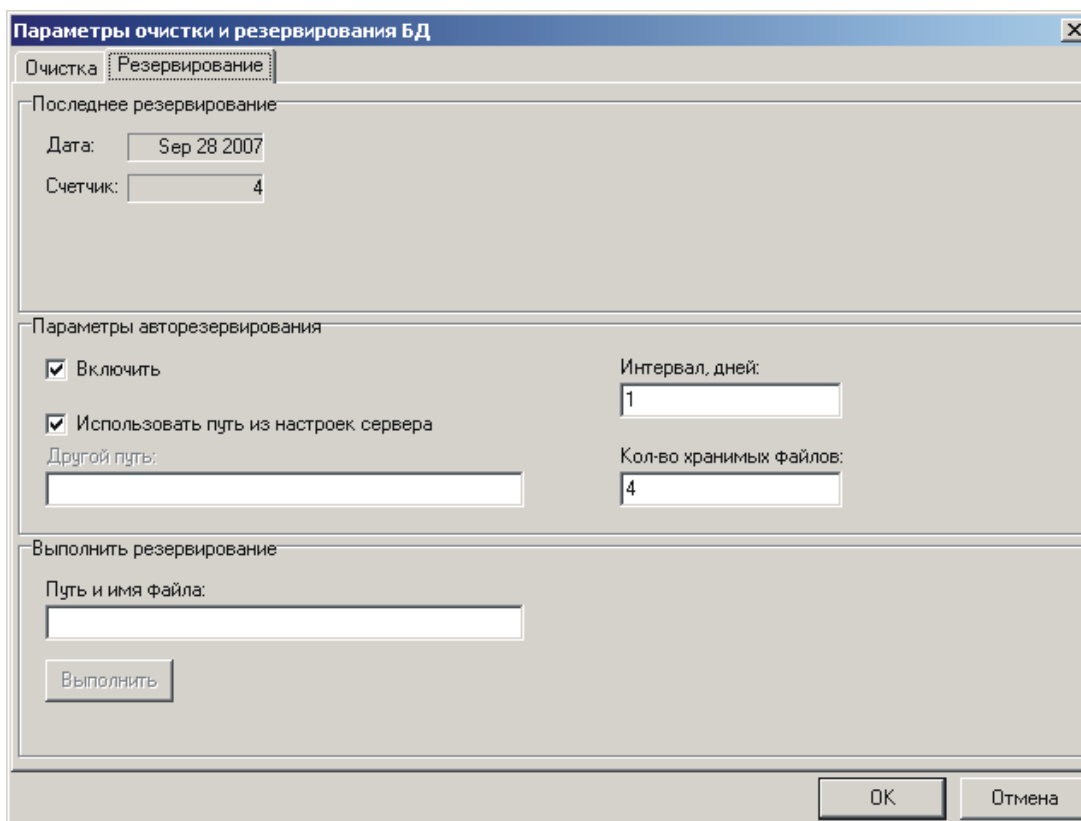 Параметры очистки и резервирования БД
Очистка Резервирование
Последнее резервирование
Дата: Sep 28 2007
Счетчик: 4
Параметры авторезервирования
Включить
Интервал, дней:
1
Использовать путь из настроек сервера
Другой путь:
Кол-во хранимых файлов:
4
Выполнить резервирование
Путь и имя файла:
Выполнить
OK Отмена